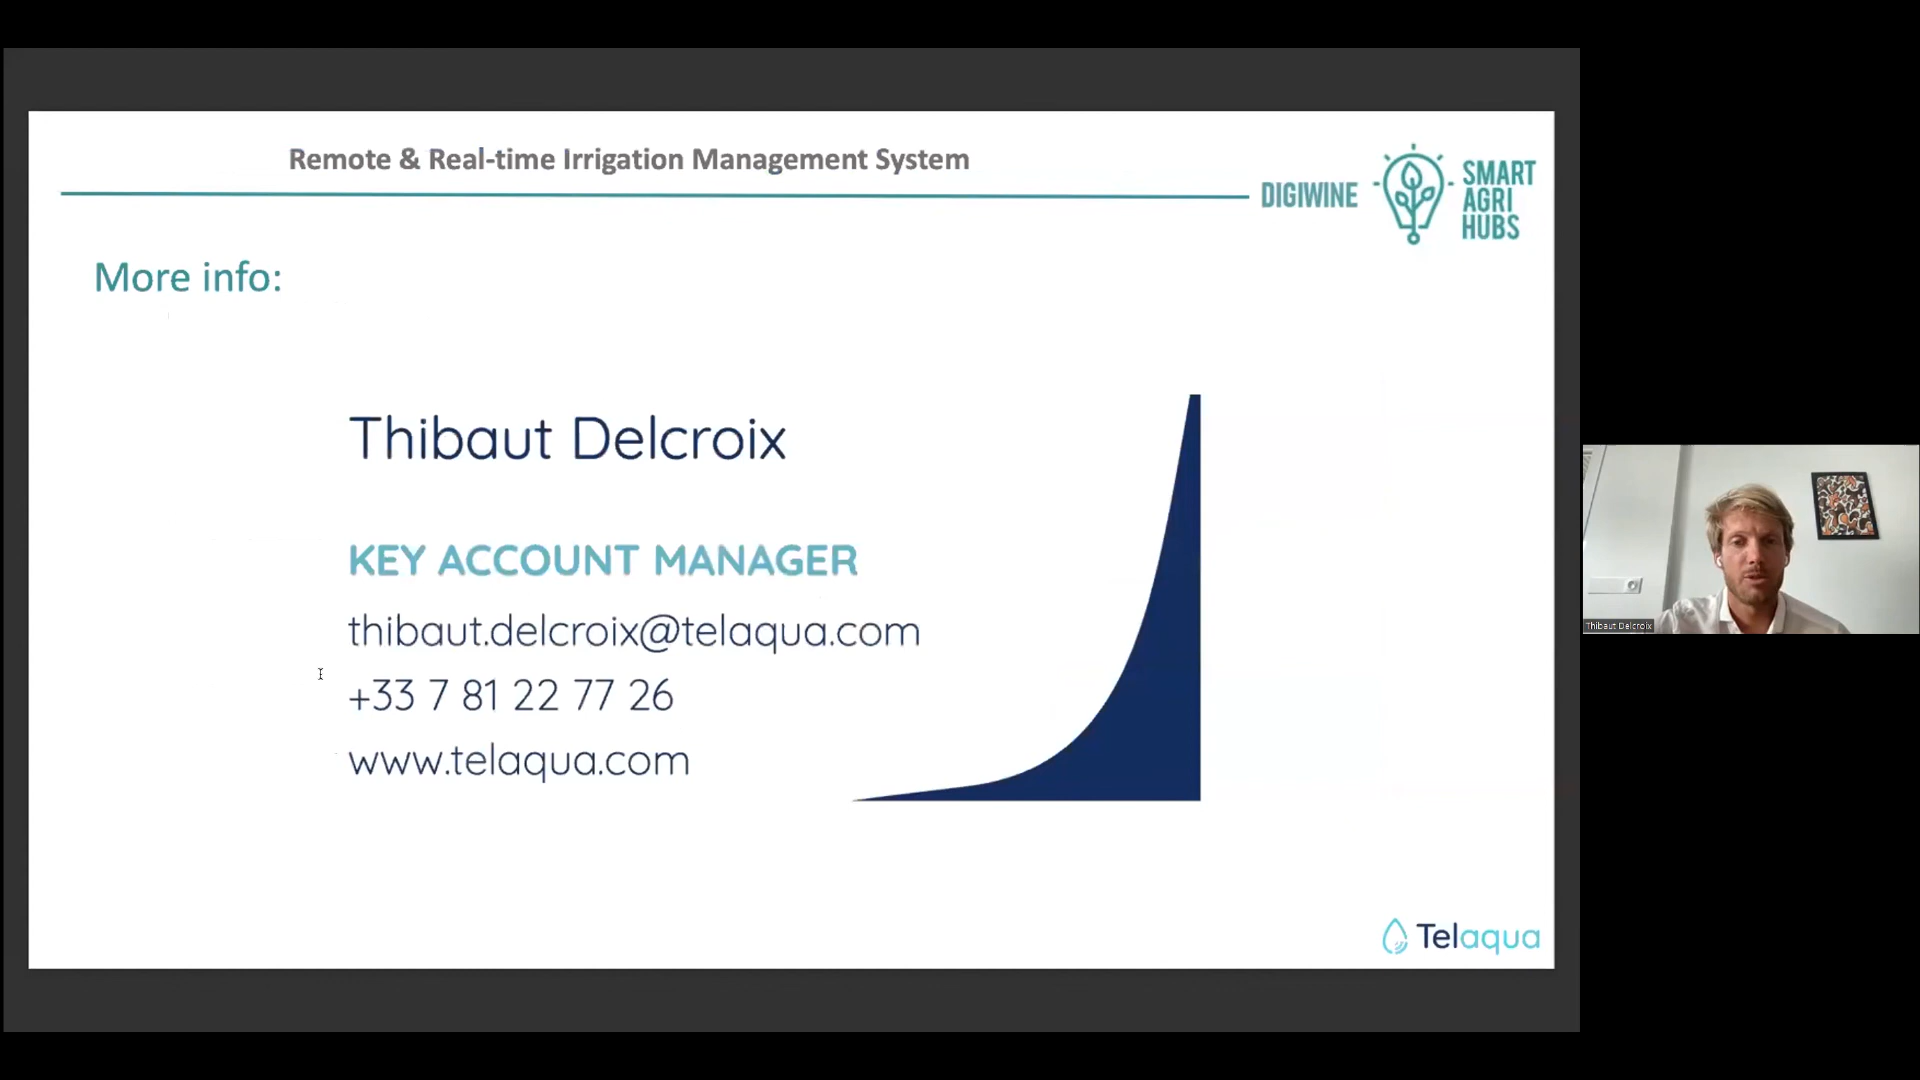 Remote & Real-time Irrigation Management System
DIGIWINE
SMART
AGRI
HUBS
More info:
Thibaut Delcroix
KEY ACCOUNT MANAGER
thibaut.delcroix@telaqua.com
+33 7 81 22 77 26
www.telaqua.com
Thibaut Delcroix
Telaqua